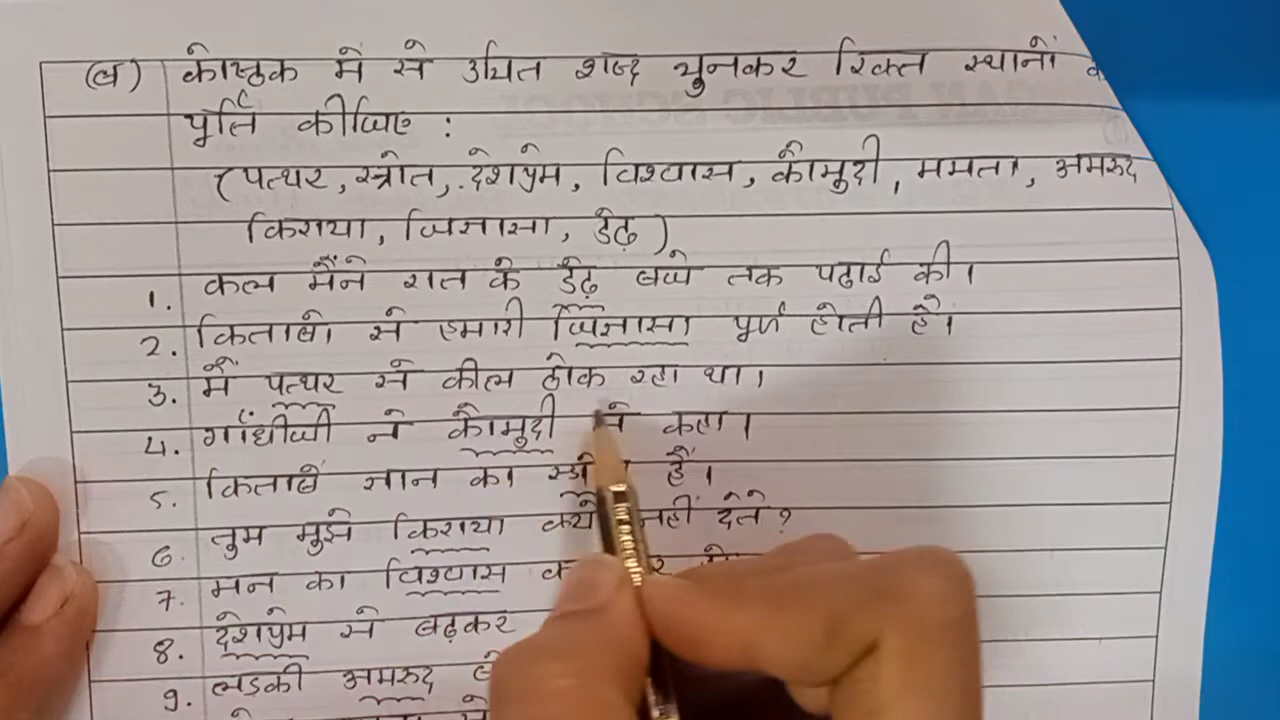 (ब) कोष्ठक में से उचित शब्द चुनकर रिक्त स्थानों
पूर्ति कीजिए :
(पत्थर, स्त्रोत, देशप्रेम, विश्वास, कौमुदी, ममता, अमरुद
किराया, जिज्ञासा, डेढ़)
1. कल मैंने रात के डेढ़ बजे तक पढाई की।
2. किताबो से हमारी जिज्ञासा पूर्ण होती है।
3. मैं पत्थर से कील ठोक रहा था।
4. गाँधीजी ने कौमुदी से कहा।
5. किताबें ज्ञान का हैं।
6. तुम मुझे किराया क्यों नहीं देते ?
7. मन का विश्वास
8. देशप्रेम से बढ़कर
9. लडकी अमरुद